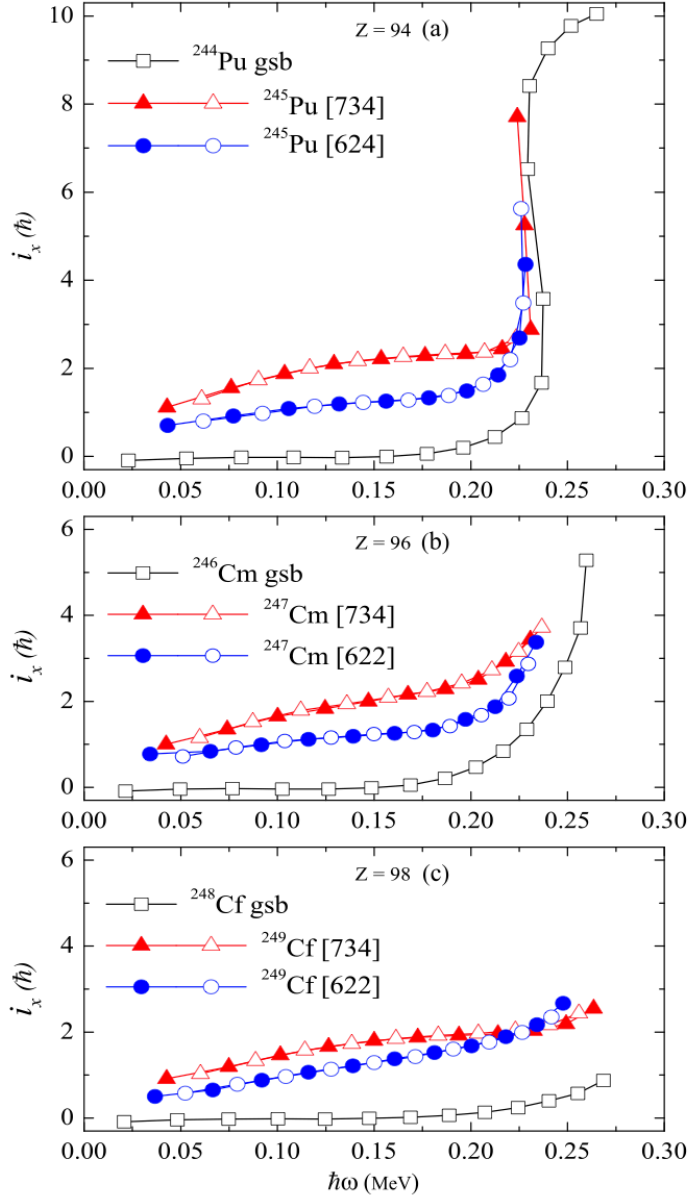 Z = 94 (a)
²⁴⁴Pu gsb
²⁴⁵Pu [734]
²⁴⁵Pu [624]
10
8
6
4
2
0
iₓ (ħ)
0.00 0.05 0.10 0.15 0.20 0.25 0.30
Z = 96 (b)
²⁴⁶Cm gsb
²⁴⁷Cm [734]
²⁴⁷Cm [622]
6
4
2
0
iₓ (ħ)
0.00 0.05 0.10 0.15 0.20 0.25 0.30
Z = 98 (c)
²⁴⁸Cf gsb
²⁴⁹Cf [734]
²⁴⁹Cf [622]
6
4
2
0
iₓ (ħ)
0.00 0.05 0.10 0.15 0.20 0.25 0.30
ħω (MeV)